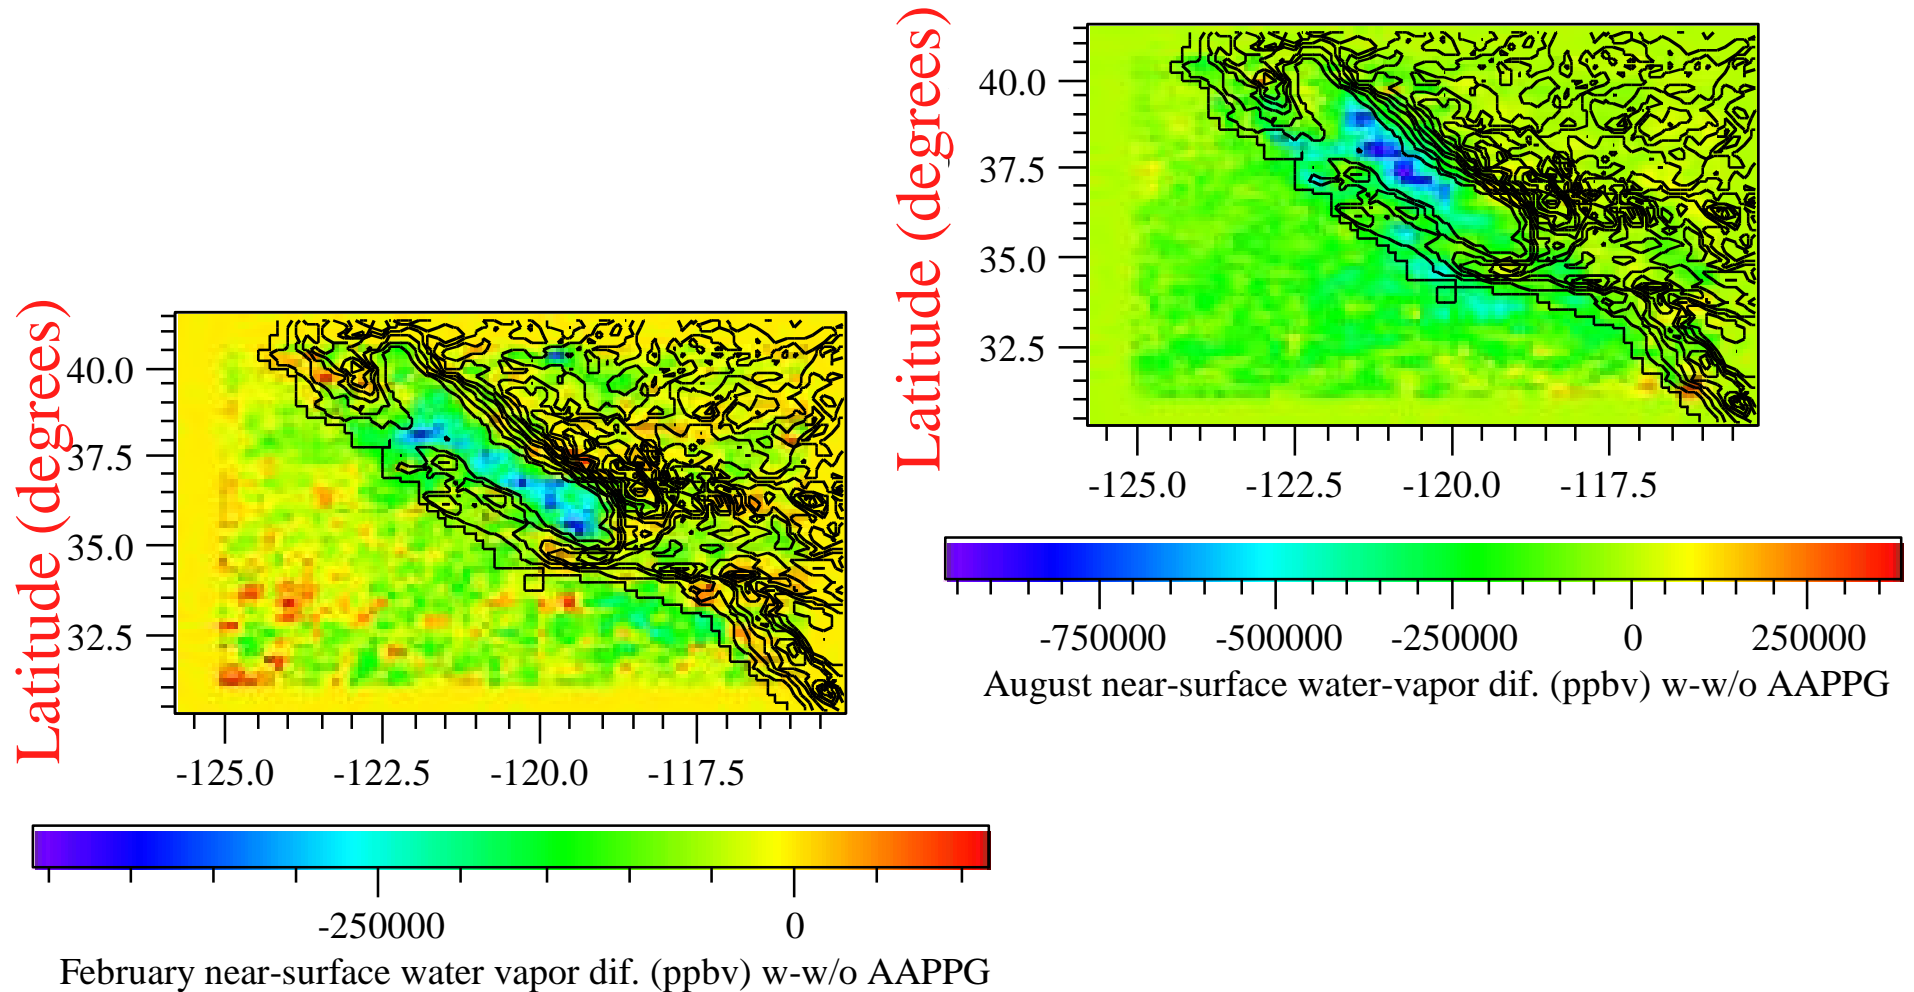 Latitude (degrees)
40.0
37.5
35.0
32.5
-125.0 -122.5 -120.0 -117.5
-250000 0
February near-surface water vapor dif. (ppbv) w-w/o AAPPG
Latitude (degrees)
40.0
37.5
35.0
32.5
-125.0 -122.5 -120.0 -117.5
-750000 -500000 -250000 0 250000
August near-surface water-vapor dif. (ppbv) w-w/o AAPPG